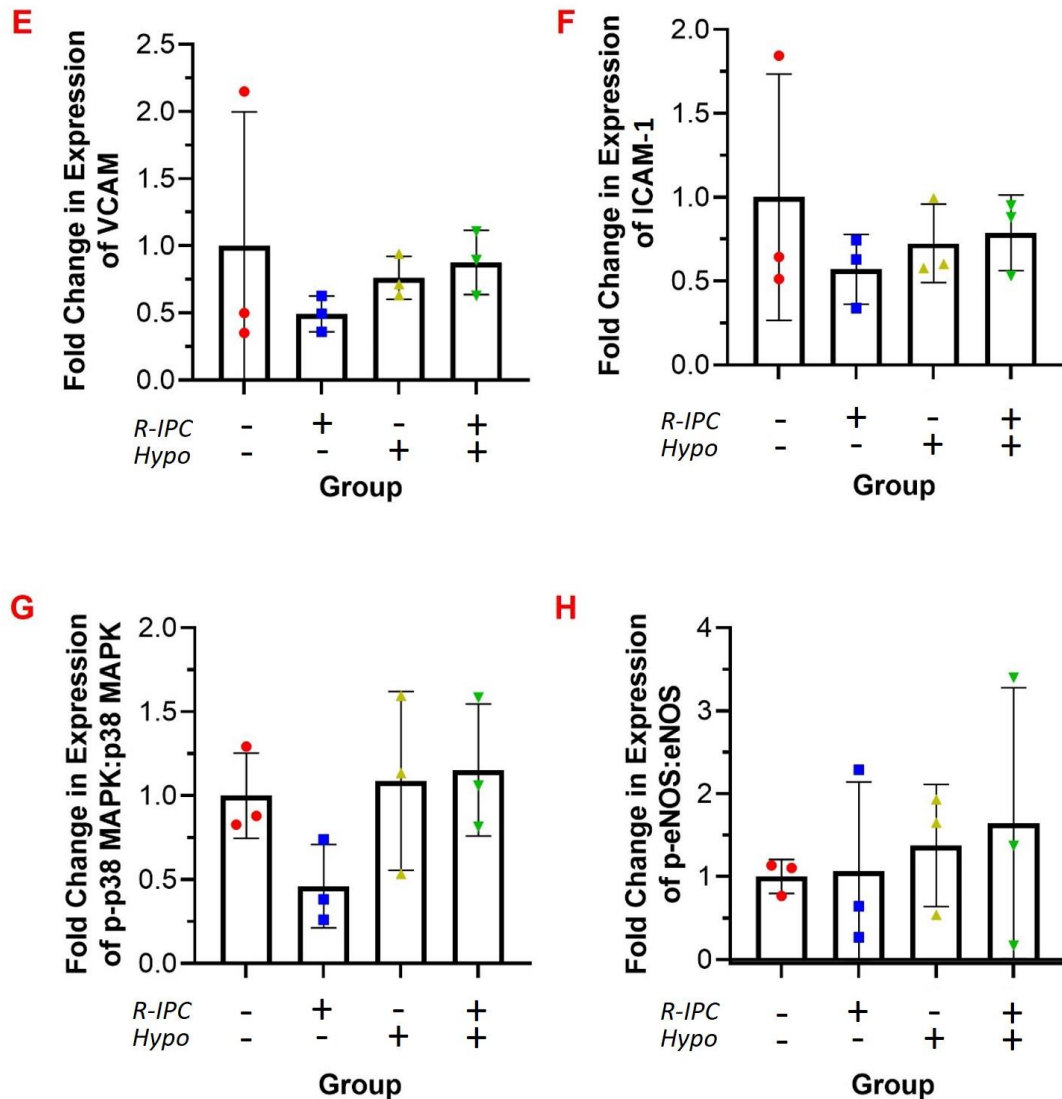 E
Fold Change in Expression
of VCAM
2.5
2.0
1.5
1.0
0.5
0.0
R-IPC - + - +
Hypo - - + +
Group
F
Fold Change in Expression
of ICAM-1
2.0
1.5
1.0
0.5
0.0
R-IPC - + - +
Hypo - - + +
Group
G
Fold Change in Expression
of p-p38 MAPK:p38 MAPK
2.0
1.5
1.0
0.5
0.0
R-IPC - + - +
Hypo - - + +
Group
H
Fold Change in Expression
of p-eNOS:eNOS
4
3
2
1
0
R-IPC - + - +
Hypo - - + +
Group